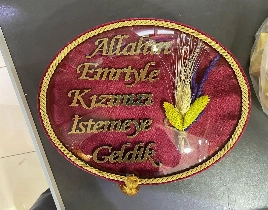 Allahın
Emriyle
Kızınızı
İstemeye
Geldik